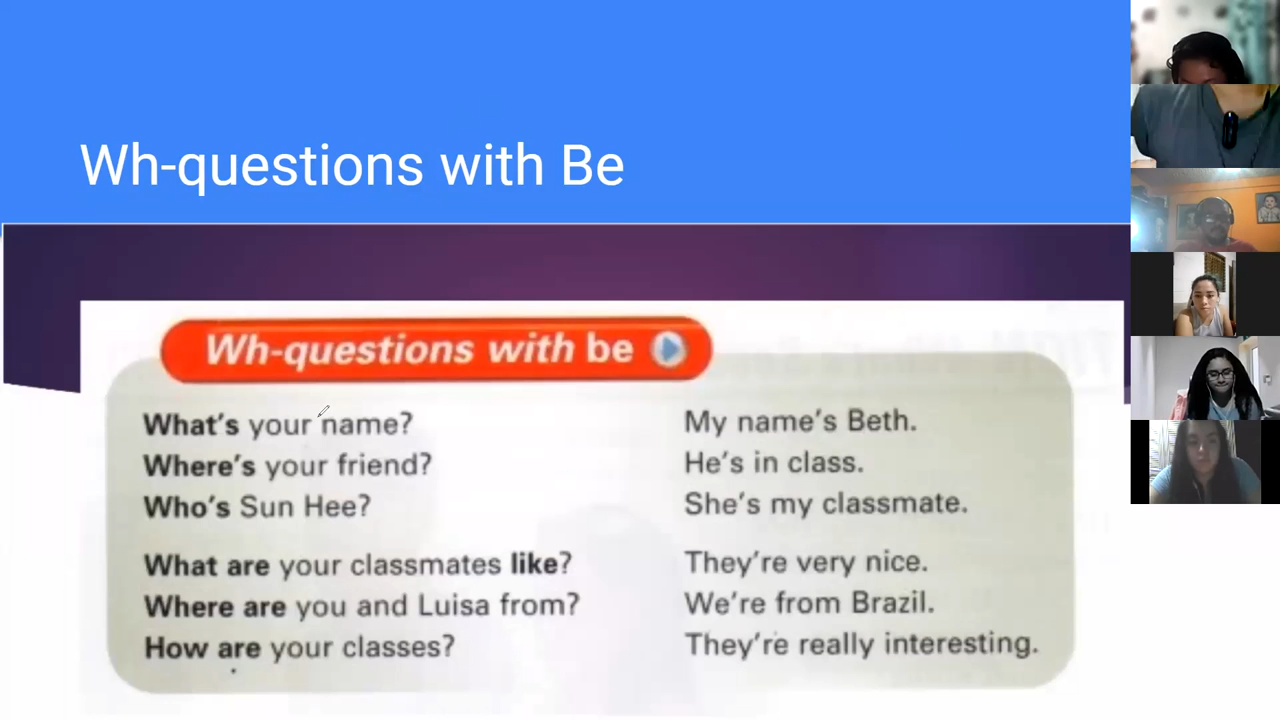 Wh-questions with Be
Wh-questions with be
What's your name? My name's Beth.
Where's your friend? He's in class.
Who's Sun Hee? She's my classmate.
What are your classmates like? They're very nice.
Where are you and Luisa from? We're from Brazil.
How are your classes? They're really interesting.